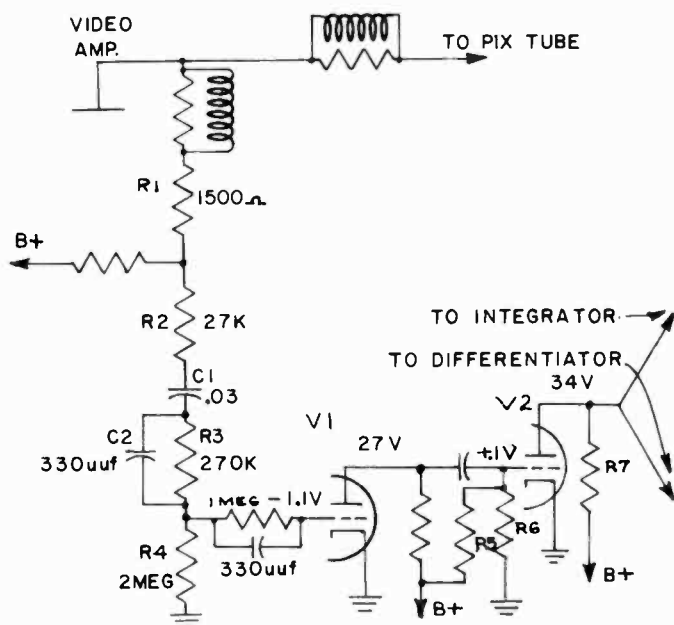 VIDEO
AMP.
TO PIX TUBE
R1
1500Ω
B+
R2
27K
C1
.03
C2
330uuf
R3
270K
R4
2MEG
1MEG
-1.1V
330uuf
V1
27V
+.1V
V2
34V
TO INTEGRATOR
TO DIFFERENTIATOR
R5
R6
R7
B+
B+